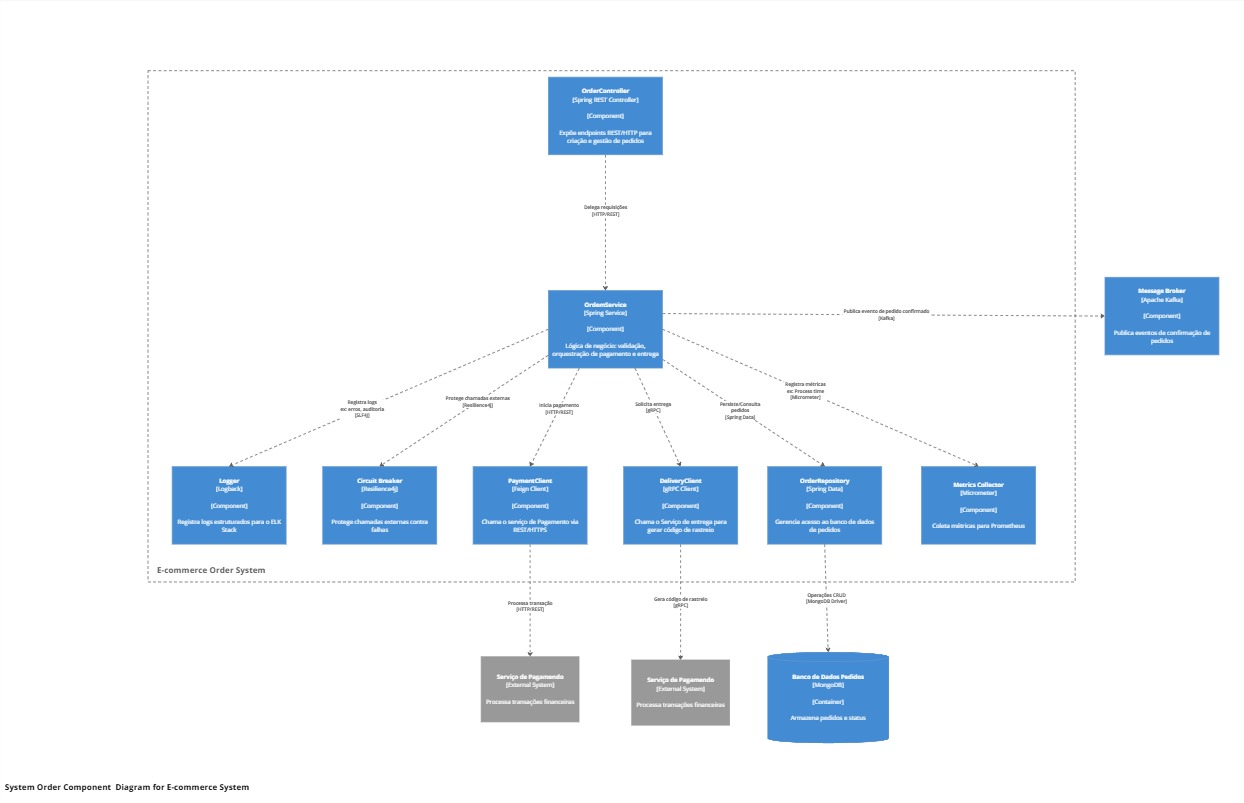 OrderController
[Spring REST Controller]
[Component]
Expõe endpoints REST/HTTP para
criação e gestão de pedidos
Delega requisições
[HTTP/REST]
OrdemService
[Spring Service]
[Component]
Lógica de negócio: validação,
orquestração de pagamento e entrega
Publica evento de pedido confirmado
[Kafka]
Message Broker
[Apache Kafka]
[Component]
Publica eventos de confirmação de
pedidos
Registra logs
ex: erros, auditoria
[SLF4j]
Protege chamadas externas
[Resilience4j]
Inicia pagamento
[HTTP/REST]
Solicita entrega
[gRPC]
Persiste/Consulta
pedidos
[Spring Data]
Registra métricas
ex: Process time
[Micrometer]
Logger
[Logback]
[Component]
Registra logs estruturados para o ELK
Stack
Circuit Breaker
[Resilience4j]
[Component]
Protege chamadas externas contra
falhas
PaymentClient
[Feign Client]
[Component]
Chama o serviço de Pagamento via
REST/HTTPS
DeliveryClient
[gRPC Client]
[Component]
Chama o Serviço de entrega para
gerar código de rastreio
OrderRepository
[Spring Data]
[Component]
Gerencia acesso ao banco de dados
de pedidos
Metrics Collector
[Micrometer]
[Component]
Coleta métricas para Prometheus
E-commerce Order System
Processa transação
[HTTP/REST]
Gera código de rastreio
[gRPC]
Operações CRUD
[MongoDB Driver]
Serviço de Pagamendo
[External System]
Processa transações financeiras
Serviço de Pagamendo
[External System]
Processa transações financeiras
Banco de Dados Pedidos
[MongoDB]
[Container]
Armazena pedidos e status
System Order Component Diagram for E-commerce System